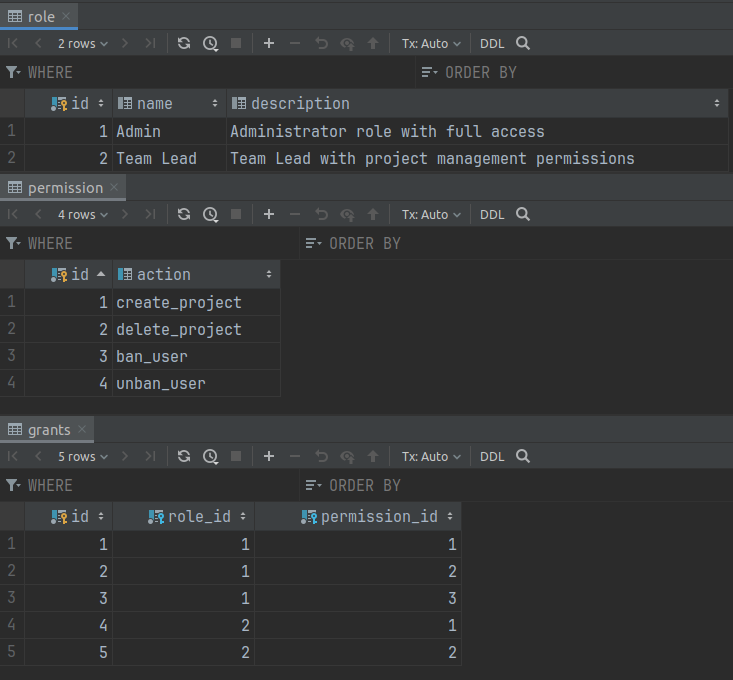 role
2 rows Tx: Auto DDL
WHERE ORDER BY
id name description
1 1 Admin Administrator role with full access
2 2 Team Lead Team Lead with project management permissions
permission
4 rows Tx: Auto DDL
WHERE ORDER BY
id action
1 1 create_project
2 2 delete_project
3 3 ban_user
4 4 unban_user
grants
5 rows Tx: Auto DDL
WHERE ORDER BY
id role_id permission_id
1 1 1 1
2 2 1 2
3 3 1 3
4 4 2 1
5 5 2 2